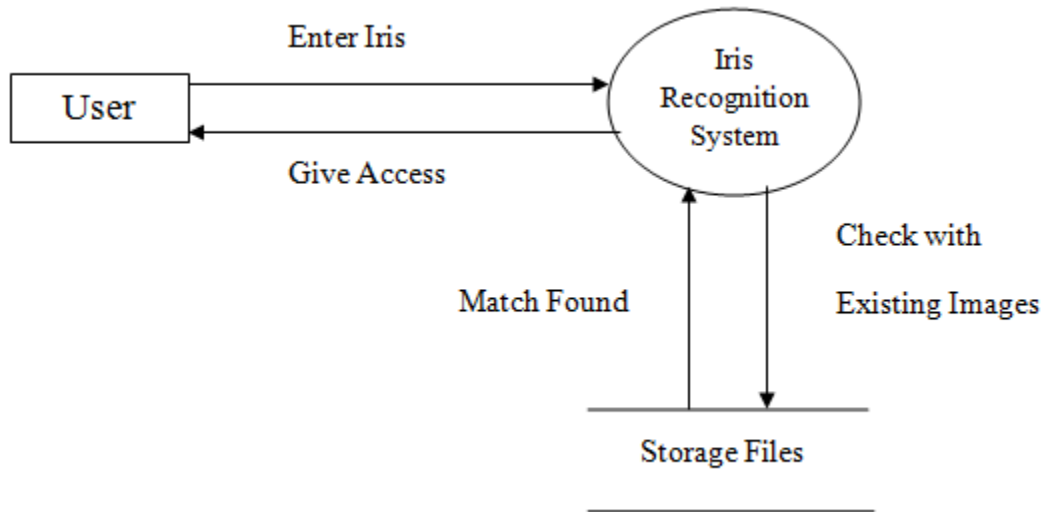 Enter Iris
User
Iris
Recognition
System
Give Access
Check with
Existing Images
Match Found
Storage Files